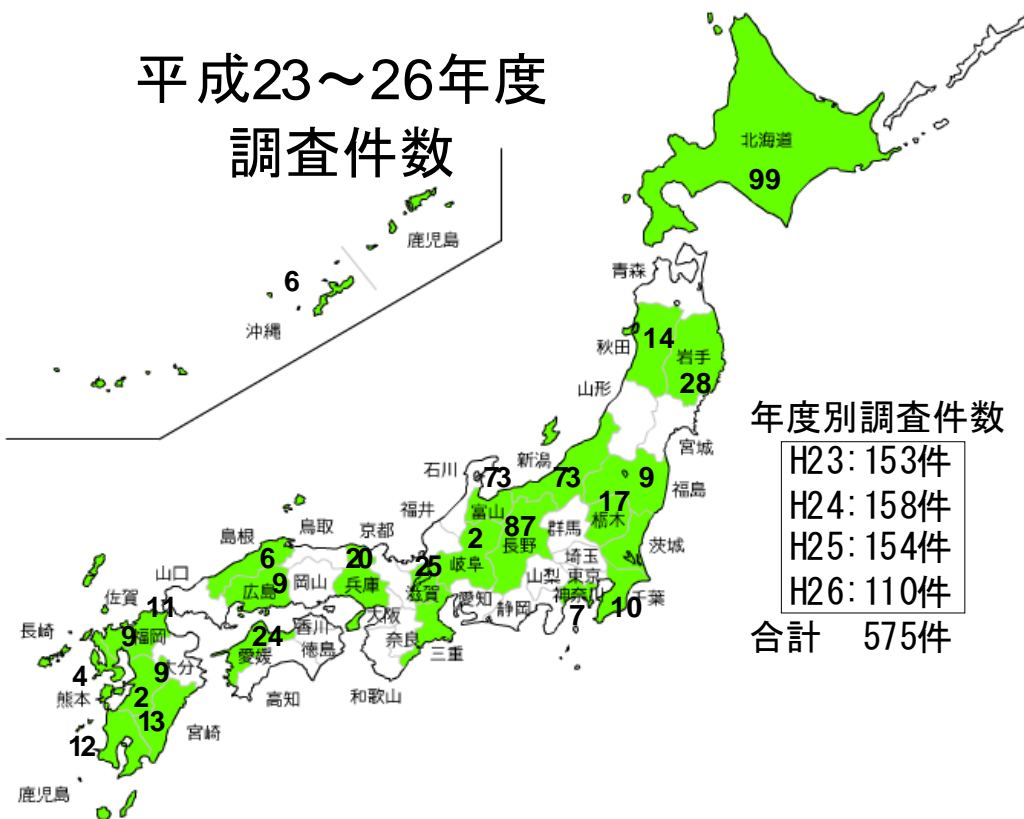 平成23～26年度
調査件数
北海道
99
鹿児島
6
沖縄
青森
秋田
14
岩手
28
山形
宮城
年度別調査件数
H23：153件
H24：158件
H25：154件
H26：110件
合計　575件
石川
73
新潟
73
9
福島
福井
富山
87
長野
群馬
17
栃木
茨城
2
岐阜
埼玉
山梨
東京
神奈川
7
10
千葉
島根
鳥取
京都
6
20
25
滋賀
愛知
静岡
山口
広島
9
岡山
兵庫
大阪
奈良
三重
佐賀
11
香川
24
愛媛
徳島
長崎
9
福岡
高知
和歌山
4
9
大分
熊本
2
13
宮崎
12
鹿児島